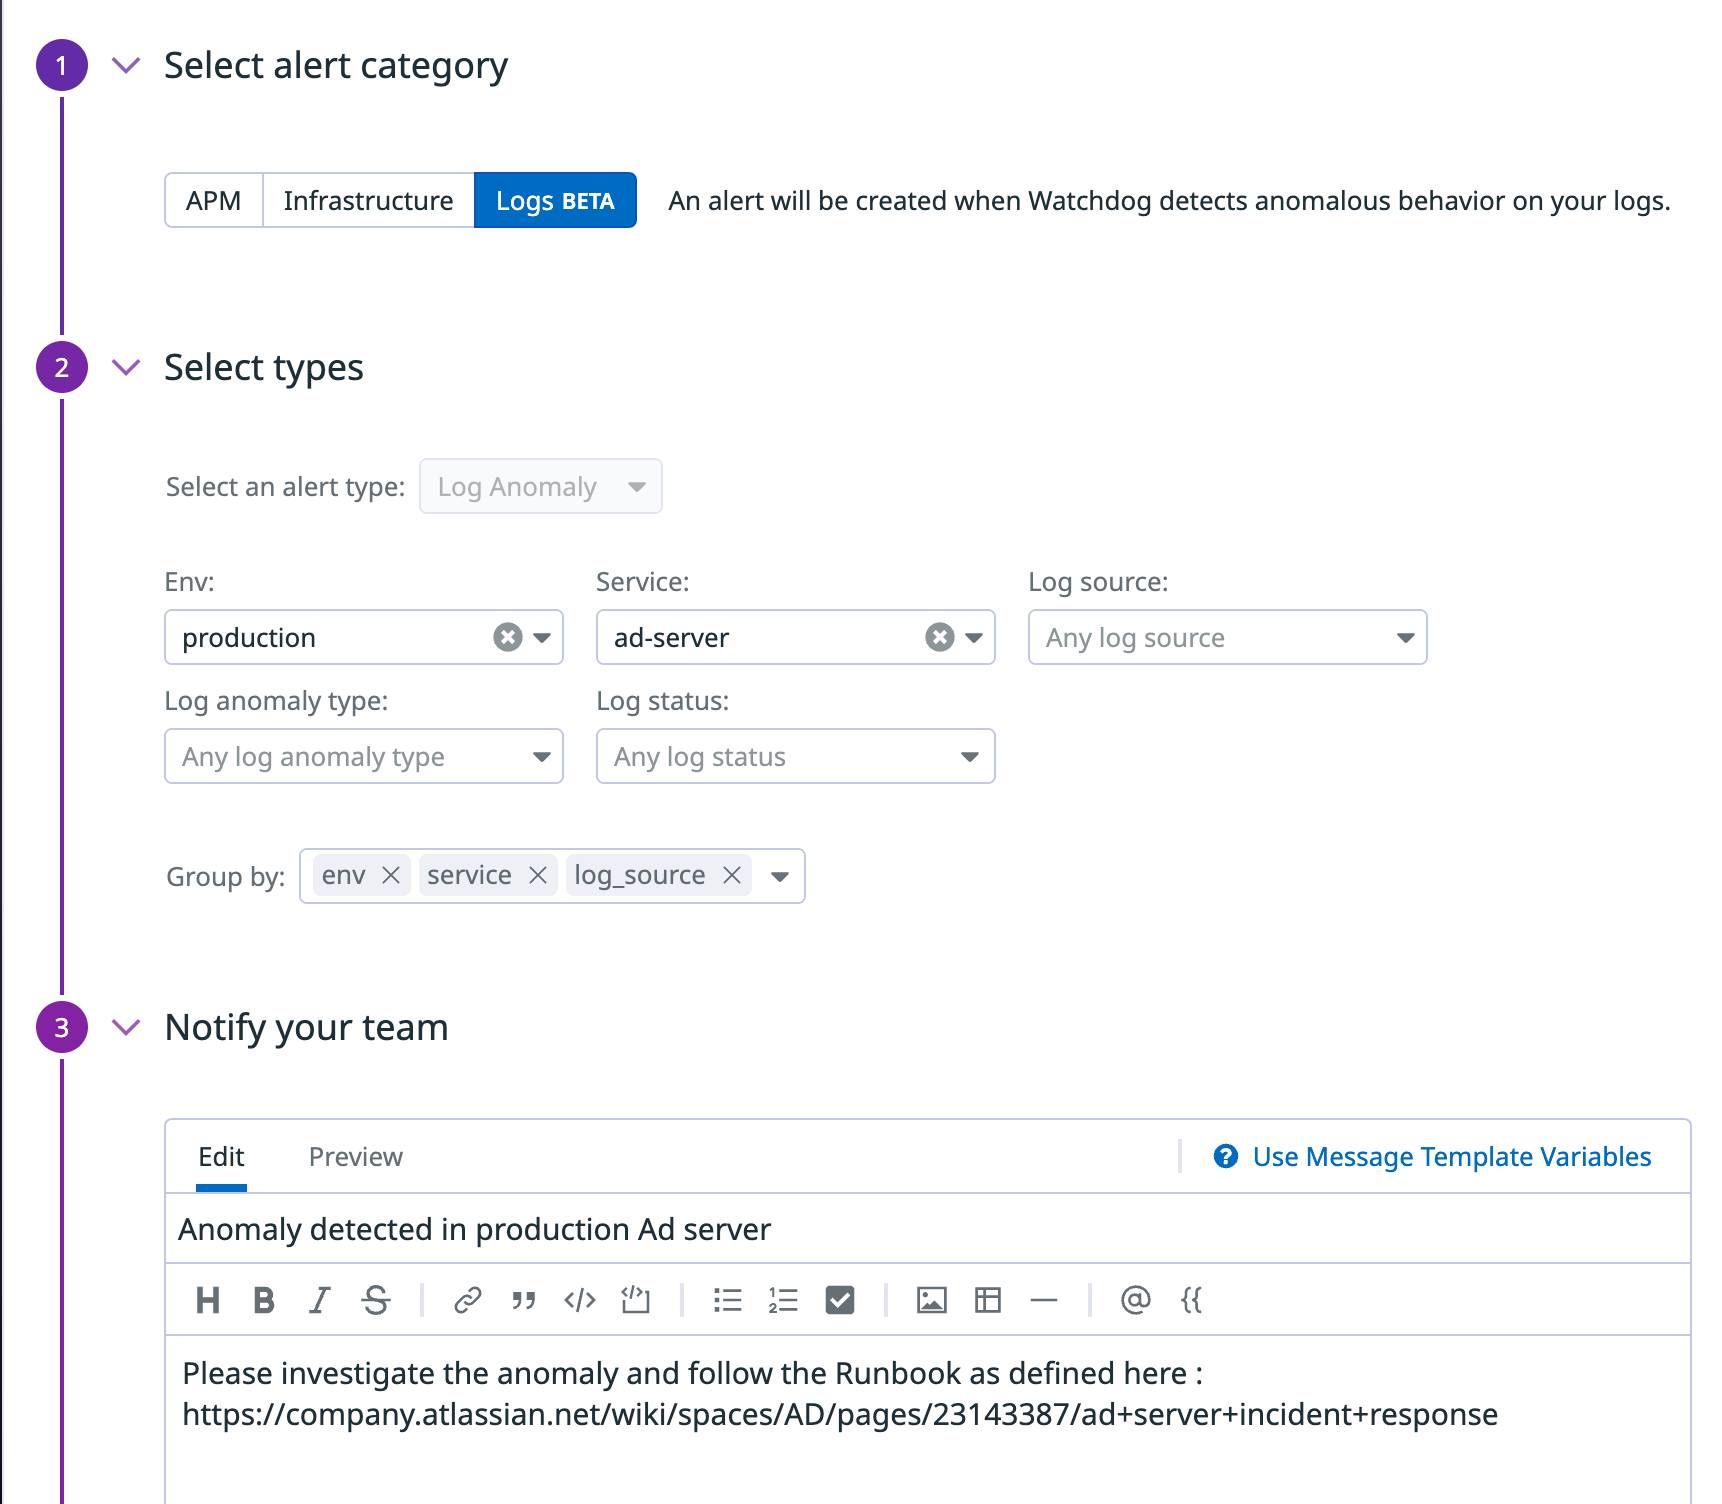 1 Select alert category
APM Infrastructure Logs BETA An alert will be created when Watchdog detects anomalous behavior on your logs.
2 Select types
Select an alert type: Log Anomaly
Env: Service: Log source:
production ad-server Any log source
Log anomaly type: Log status:
Any log anomaly type Any log status
Group by: env service log_source
3 Notify your team
Edit Preview Use Message Template Variables
Anomaly detected in production Ad server
Please investigate the anomaly and follow the Runbook as defined here :
https://company.atlassian.net/wiki/spaces/AD/pages/23143387/ad+server+incident+response